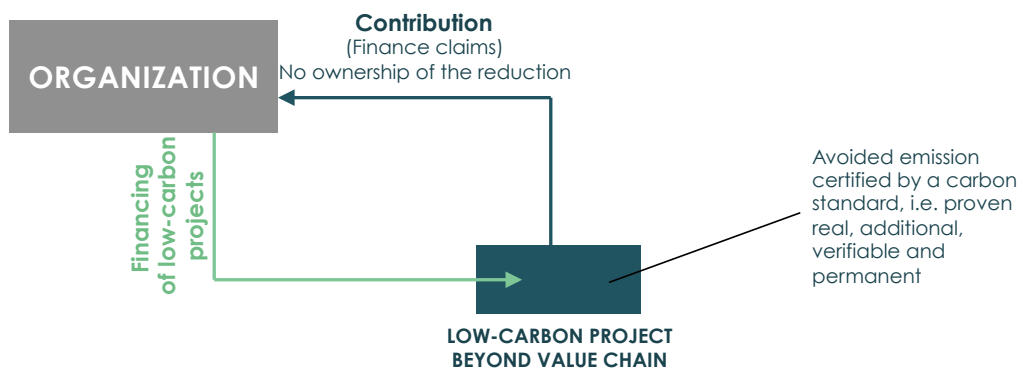 Contribution
(Finance claims)
No ownership of the reduction
ORGANIZATION
Financing
of low-carbon
projects
Avoided emission
certified by a carbon
standard, i.e. proven
real, additional,
verifiable and
permanent
LOW-CARBON PROJECT
BEYOND VALUE CHAIN